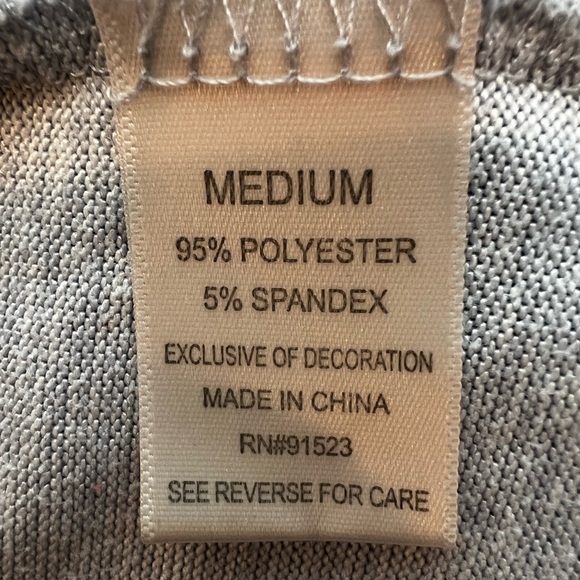 MEDIUM
95% POLYESTER
5% SPANDEX
EXCLUSIVE OF DECORATION
MADE IN CHINA
RN#91523
SEE REVERSE FOR CARE